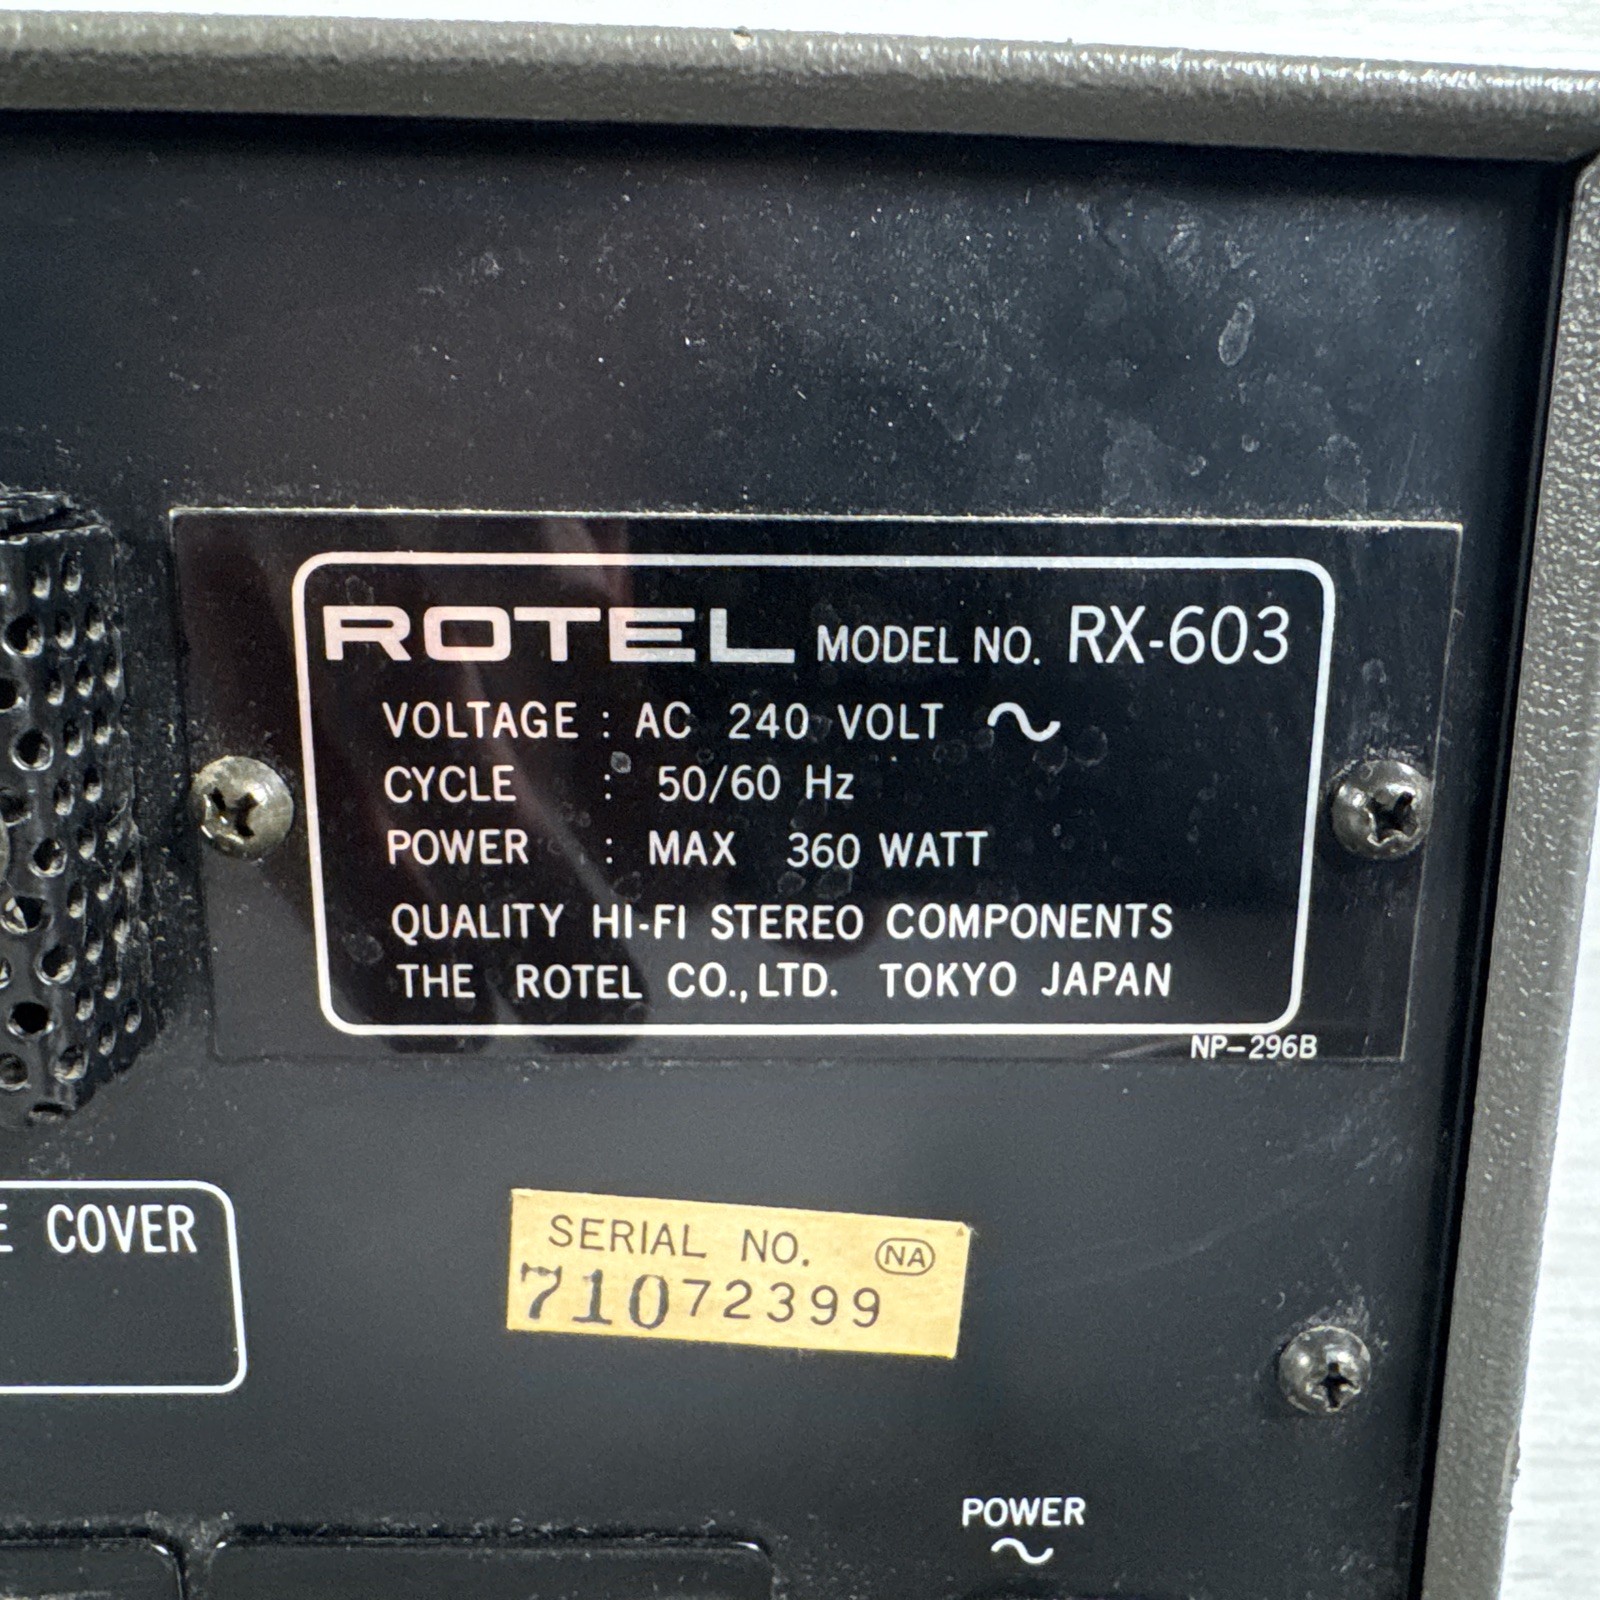 ROTEL MODEL NO. RX-603
VOLTAGE : AC 240 VOLT ~
CYCLE : 50/60 Hz
POWER : MAX 360 WATT
QUALITY HI-FI STEREO COMPONENTS
THE ROTEL CO., LTD. TOKYO JAPAN
NP-296B
COVER
SERIAL NO. NA
71072399
POWER
~